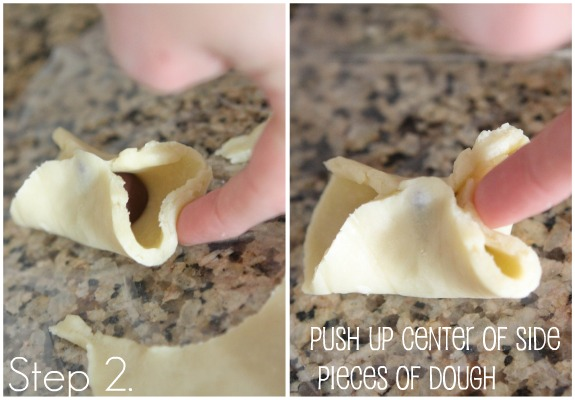 Step 2.
PUSH UP CENTER OF SIDE
PIECES OF DOUGH